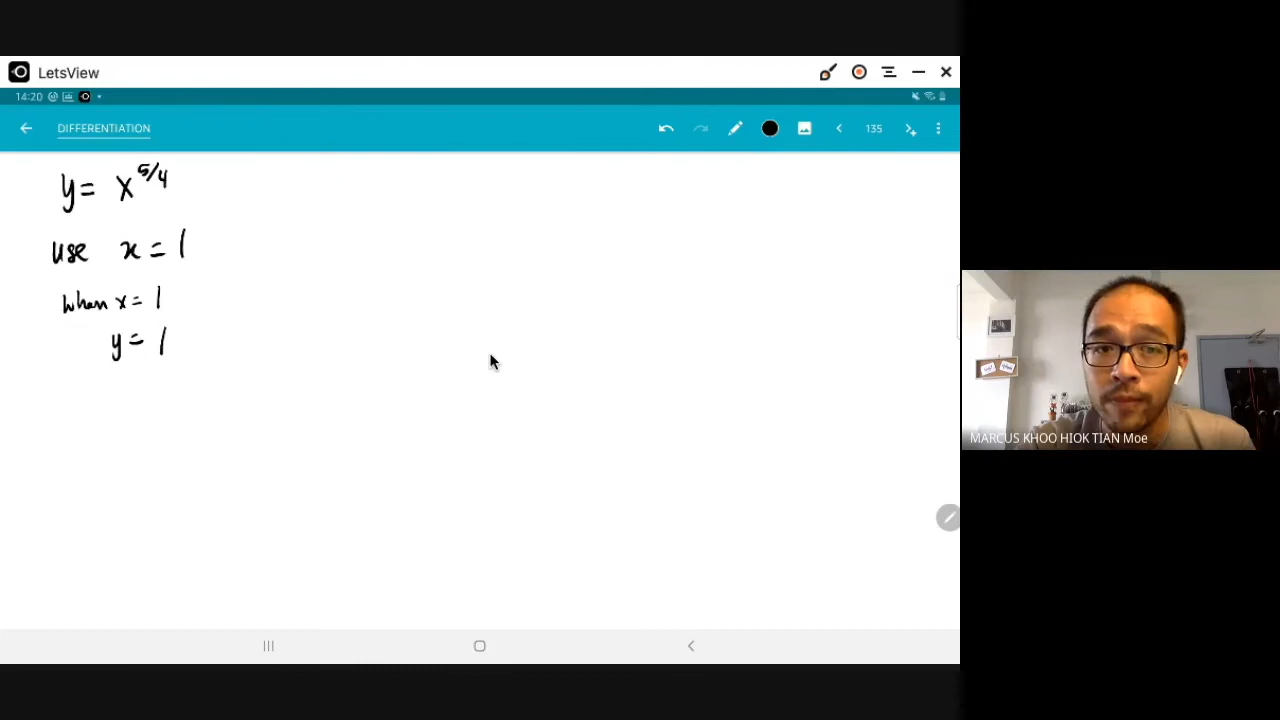 LetsView
14:20
DIFFERENTIATION
135
y = x^5/4
use x = 1
when x = 1
y = 1
MARCUS KHOO HIOK TIAN Moe